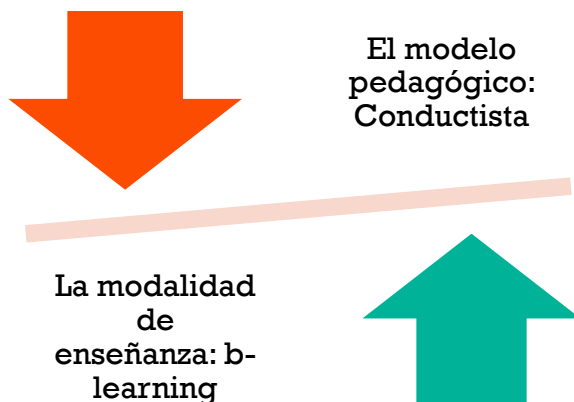 El modelo
pedagógico:
Conductista
La modalidad
de
enseñanza: b-
learning